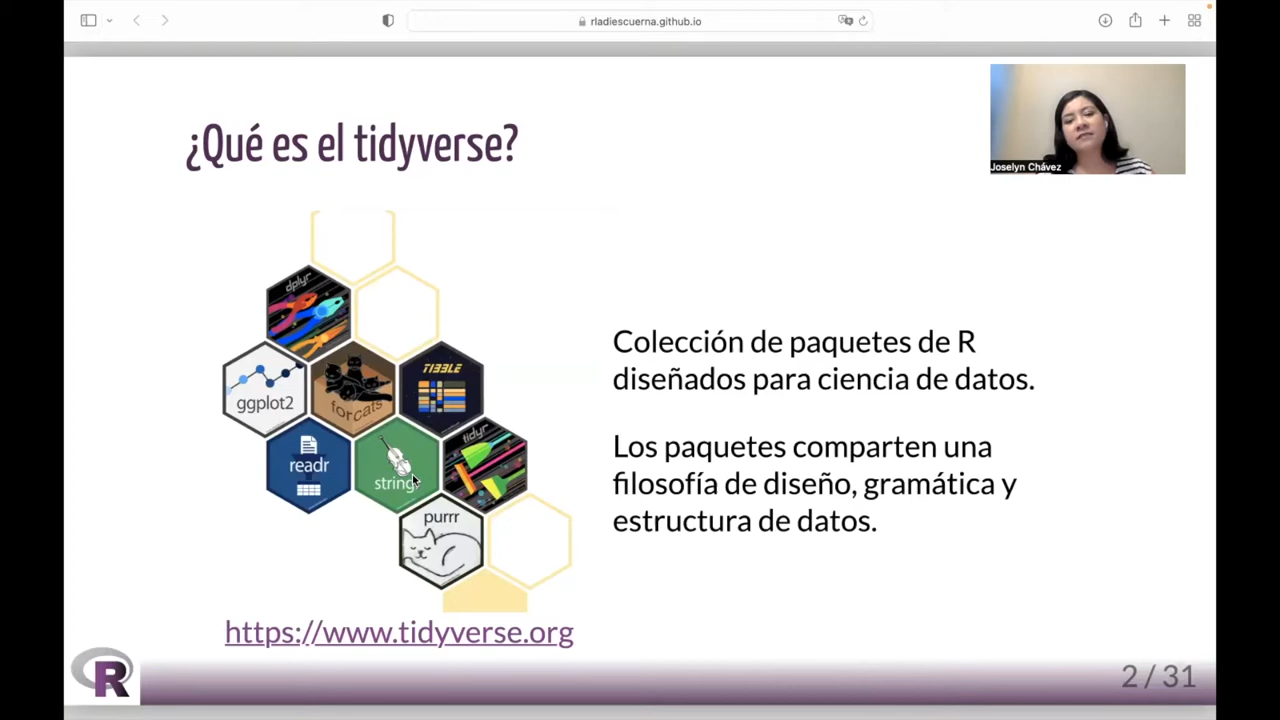 rladiescuerna.github.io
¿Qué es el tidyverse?
Joselyn Chávez
dplyr
ggplot2
forcats
TIBBLE
readr
string
tidyr
purrr
Colección de paquetes de R
diseñados para ciencia de datos.
Los paquetes comparten una
filosofía de diseño, gramática y
estructura de datos.
https://www.tidyverse.org
R
2 / 31